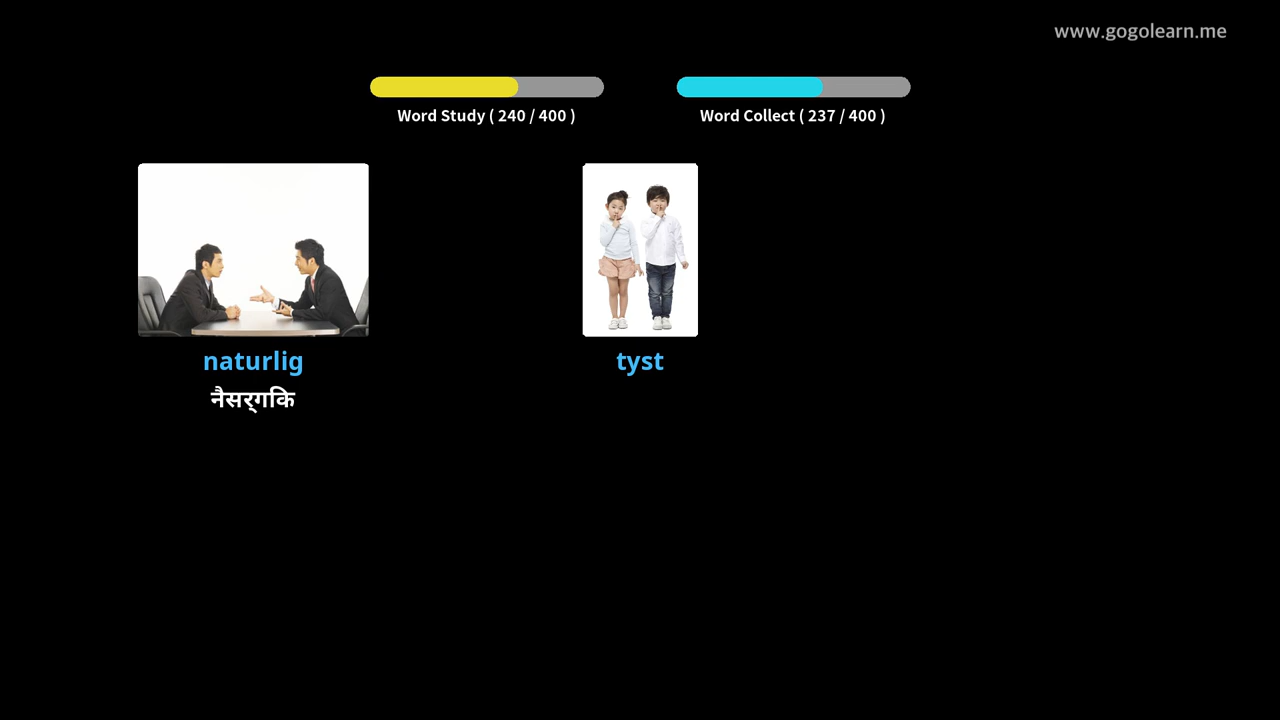 www.gogolearn.me
Word Study ( 240 / 400 )
Word Collect ( 237 / 400 )
naturlig
tyst
नैसर्गिक